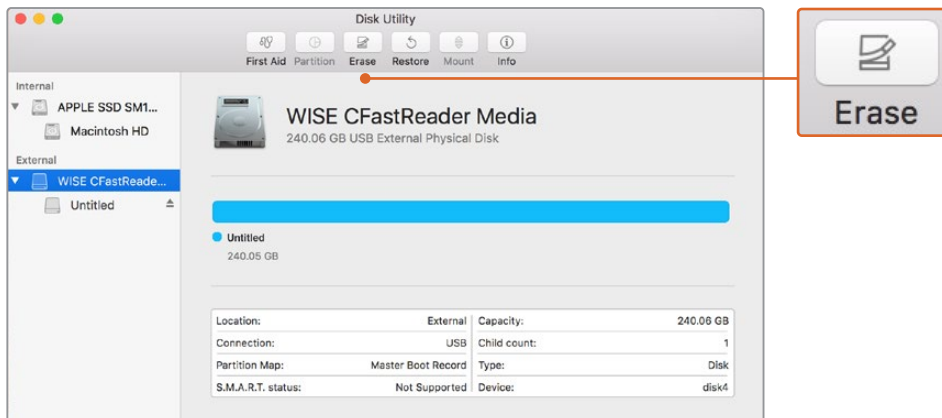 Disk Utility
First Aid Partition Erase Restore Mount Info
Erase
Internal
APPLE SSD SM1...
Macintosh HD
External
WISE CFastReade...
Untitled
WISE CFastReader Media
240.06 GB USB External Physical Disk
Untitled
240.05 GB
Location: External Capacity: 240.06 GB
Connection: USB Child count: 1
Partition Map: Master Boot Record Type: Disk
S.M.A.R.T. status: Not Supported Device: disk4